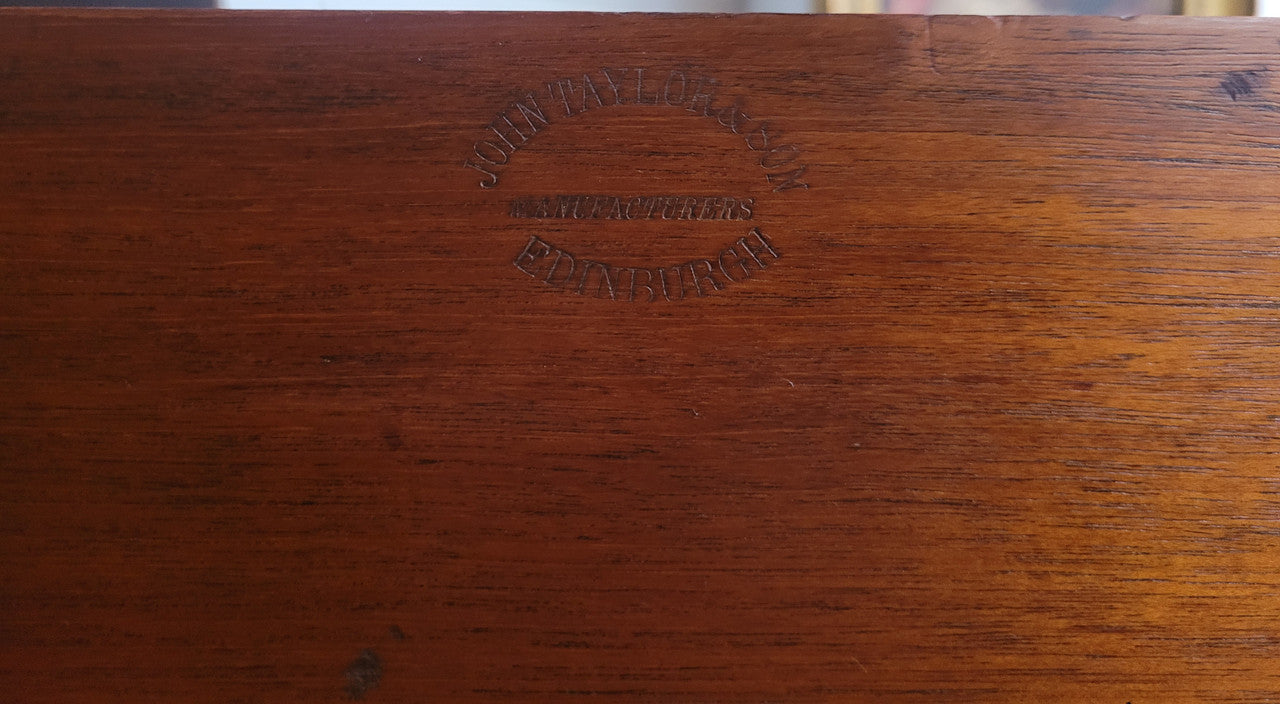 JOHN TAYLOR & SON
MANUFACTURERS
EDINBURGH